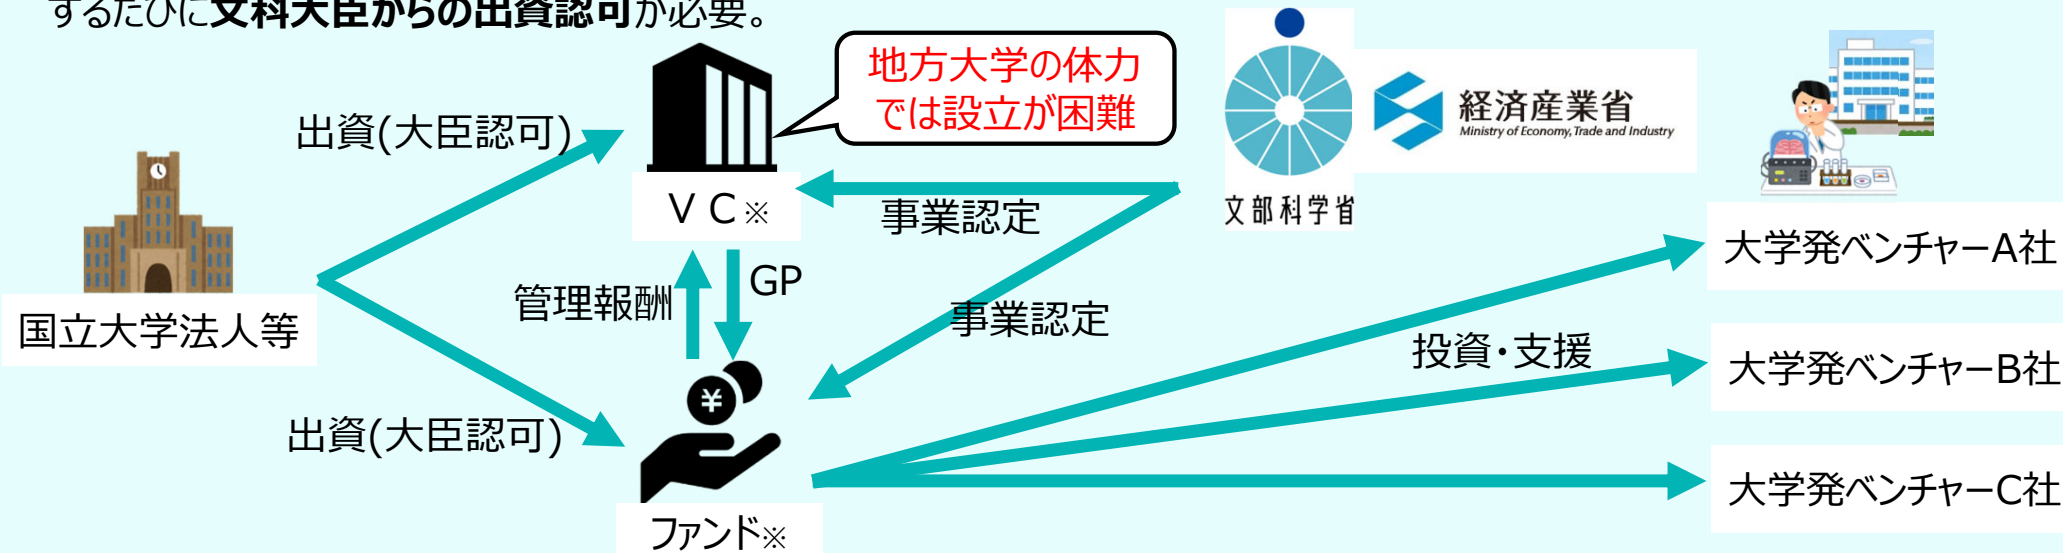 するたびに文科大臣からの出資認可が必要。
地方大学の体力
では設立が困難
出資(大臣認可)
経済産業省
Ministry of Economy, Trade and Industry
ＶＣ※
事業認定
文部科学省
大学発ベンチャーA社
管理報酬
GP
事業認定
国立大学法人等
投資・支援
大学発ベンチャーB社
¥
出資(大臣認可)
大学発ベンチャーC社
ファンド※